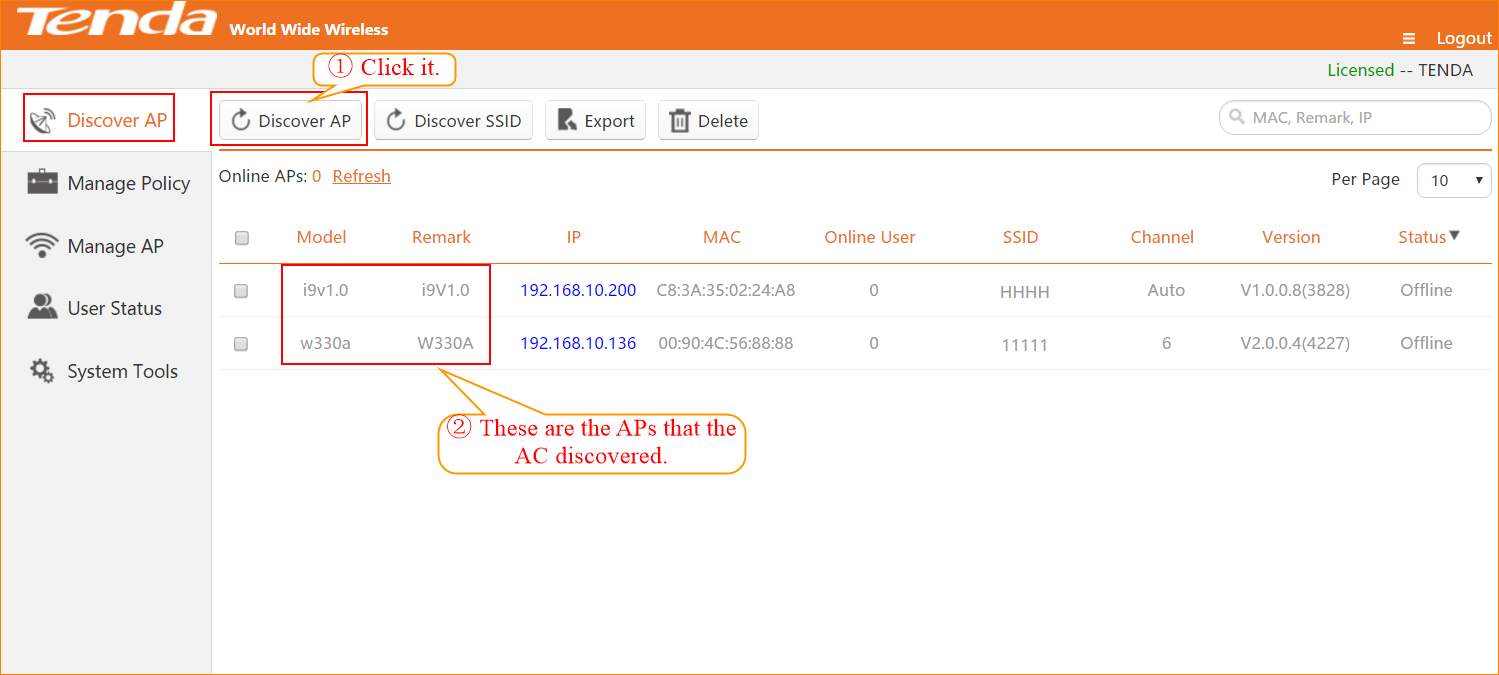 Tenda World Wide Wireless
Logout
① Click it.
Licensed -- TENDA
Discover AP
Discover AP
Discover SSID
Export
Delete
MAC, Remark, IP
Manage Policy
Manage AP
User Status
System Tools
Online APs: 0 Refresh
Per Page 10
Model Remark IP MAC Online User SSID Channel Version Status
i9v1.0 i9V1.0 192.168.10.200 C8:3A:35:02:24:A8 0 HHHH Auto V1.0.0.8(3828) Offline
w330a W330A 192.168.10.136 00:90:4C:56:88:88 0 11111 6 V2.0.0.4(4227) Offline
② These are the APs that the
AC discovered.